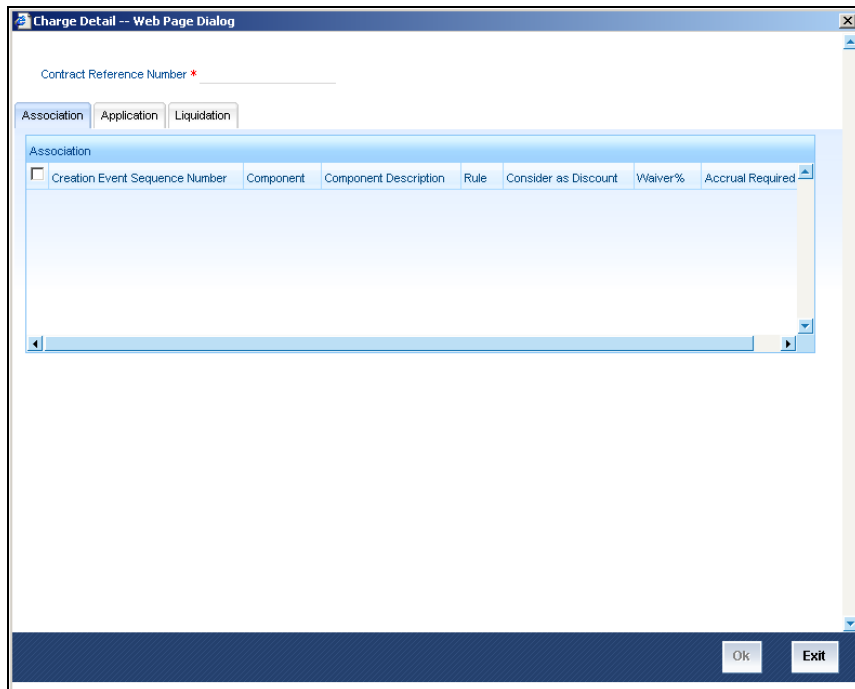 Charge Detail -- Web Page Dialog
Contract Reference Number *
Association Application Liquidation
Association
Creation Event Sequence Number Component Component Description Rule Consider as Discount Waiver% Accrual Required
Ok Exit